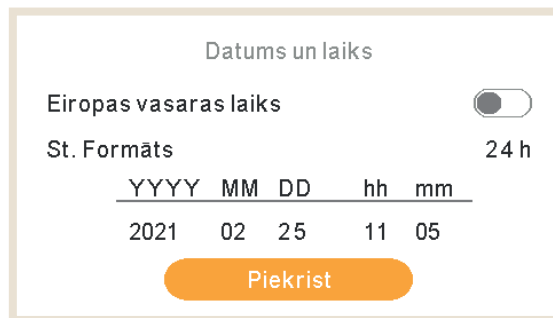 Datums un laiks
Eiropas vasaras laiks
St. Formāts 24 h
YYYY MM DD hh mm
2021 02 25 11 05
Piekrist